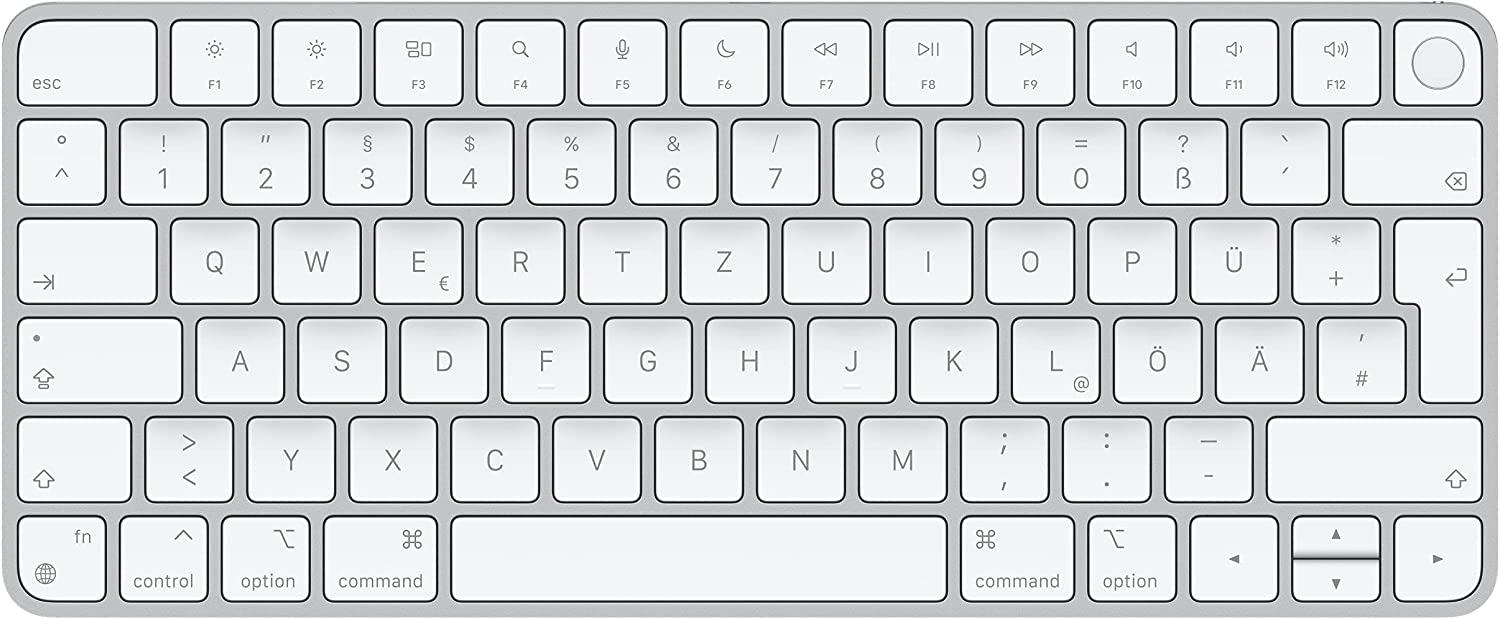 esc F1 F2 F3 F4 F5 F6 F7 F8 F9 F10 F11 F12
° ! " § $ % & / ( ) = ? `
^ 1 2 3 4 5 6 7 8 9 0 ß ´
Q W E € R T Z U I O P Ü * +
A S D F G H J K L @ Ö Ä ' #
> < Y X C V B N M ; , : . _ -
fn control option command command option